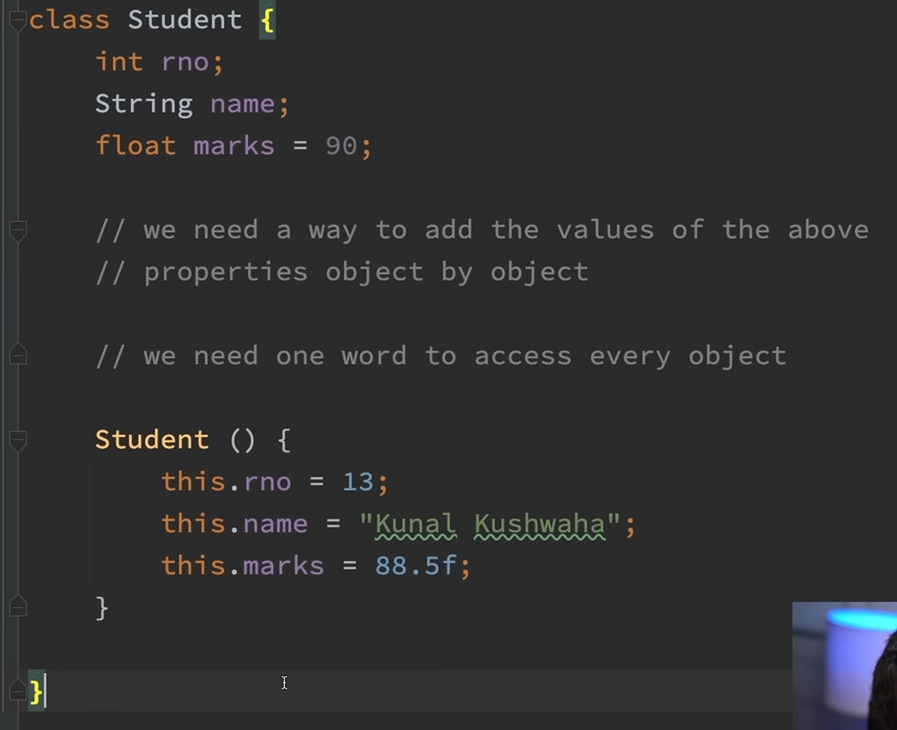 class Student {
int rno;
String name;
float marks = 90;
// we need a way to add the values of the above
// properties object by object
// we need one word to access every object
Student () {
this.rno = 13;
this.name = "Kunal Kushwaha";
this.marks = 88.5f;
}
}